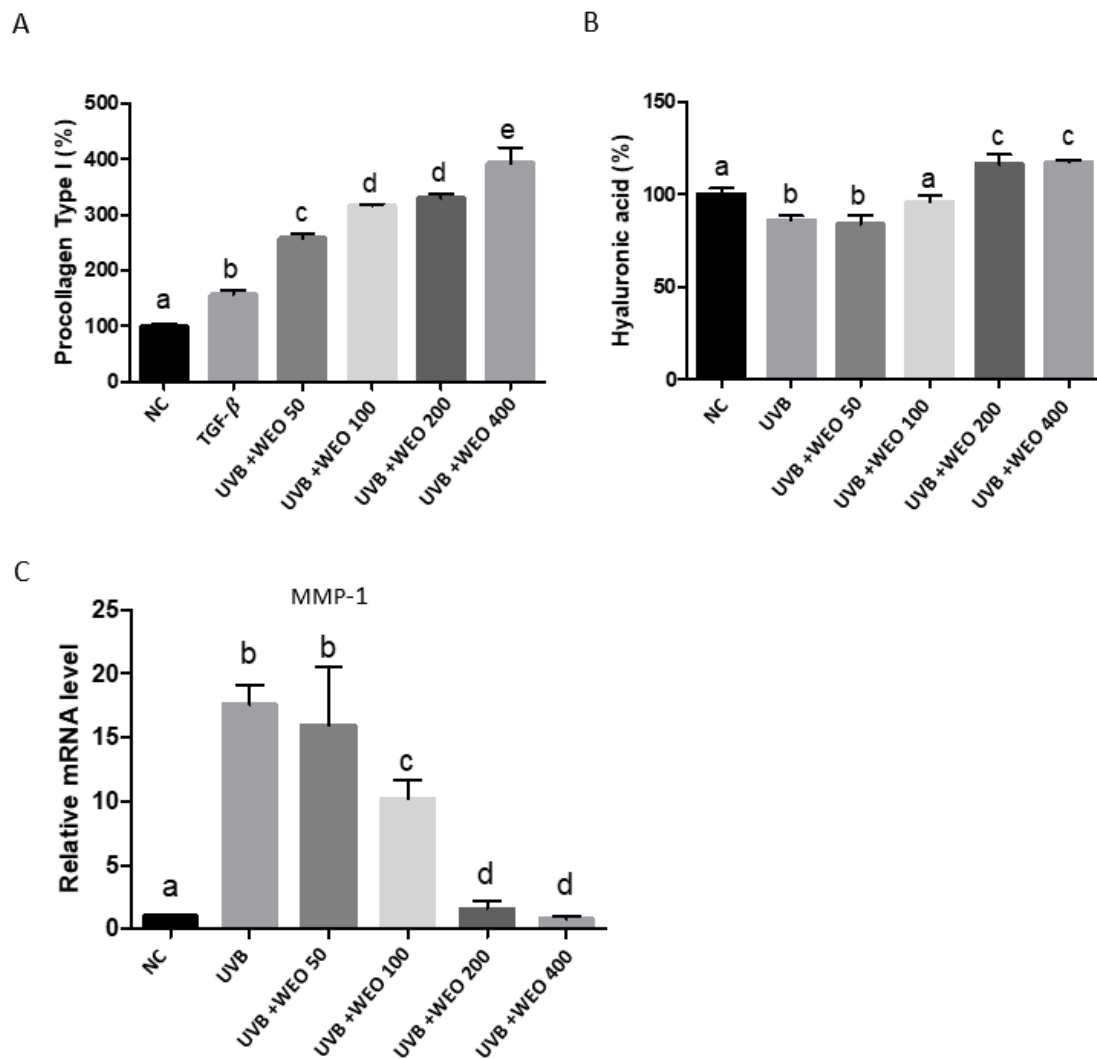 A
Procollagen Type I (%)
500
400
300
200
100
0
a
b
c
d
d
e
NC
TGF-β
UVB +WEO 50
UVB +WEO 100
UVB +WEO 200
UVB +WEO 400
B
Hyaluronic acid (%)
150
100
50
0
a
b
b
a
c
c
NC
UVB
UVB +WEO 50
UVB +WEO 100
UVB +WEO 200
UVB +WEO 400
C
MMP-1
Relative mRNA level
25
20
15
10
5
0
a
b
b
c
d
d
NC
UVB
UVB +WEO 50
UVB +WEO 100
UVB +WEO 200
UVB +WEO 400